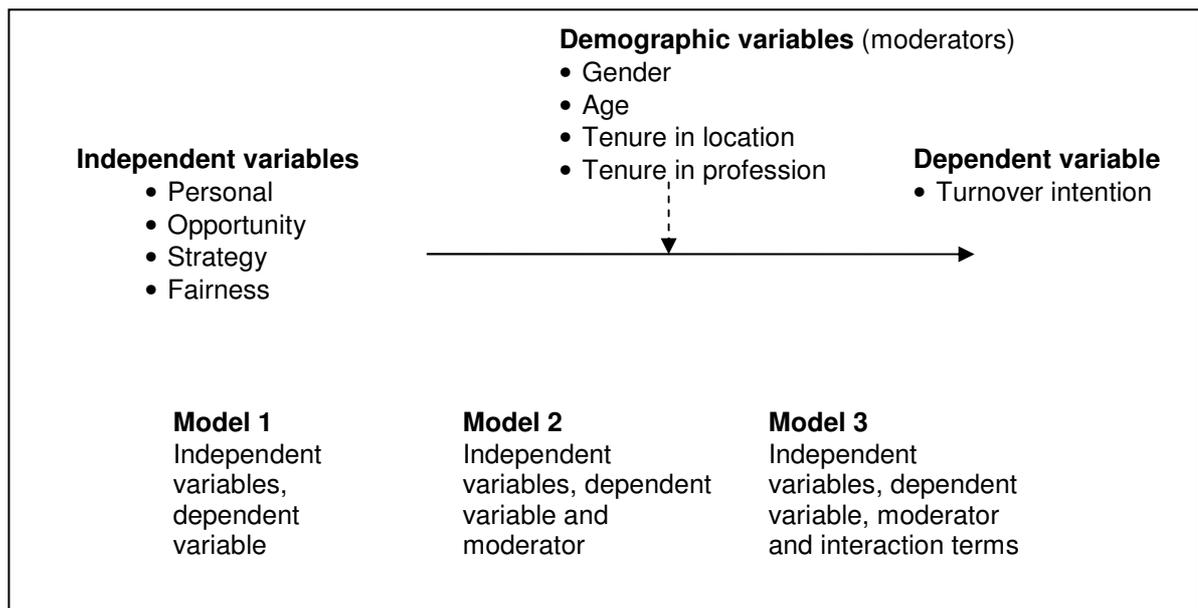 Demographic variables (moderators)
• Gender
• Age
• Tenure in location
• Tenure in profession
Independent variables
• Personal
• Opportunity
• Strategy
• Fairness
Dependent variable
• Turnover intention
Model 1
Independent
variables,
dependent
variable
Model 2
Independent
variables, dependent
variable and
moderator
Model 3
Independent
variables, dependent
variable, moderator
and interaction terms